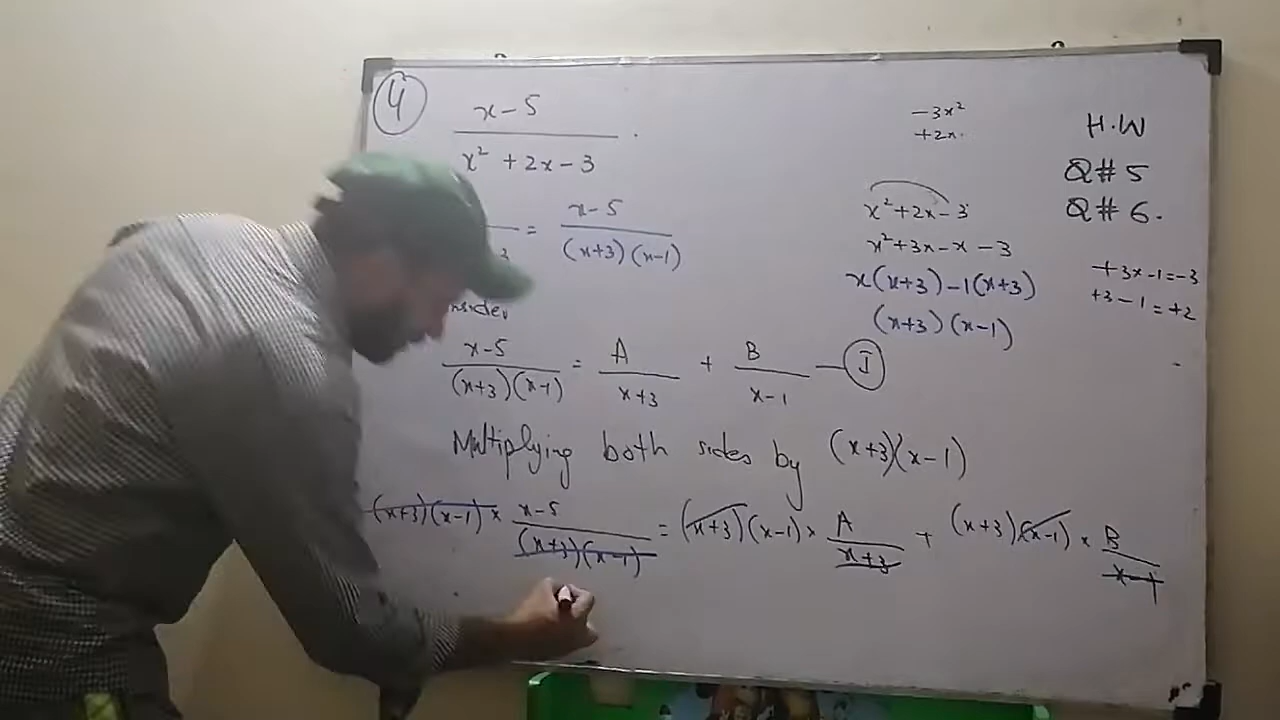 4
x-5
x² + 2x - 3
= x-5 / (x+3)(x-1)
3
x-5 / (x+3)(x-1) = A / x+3 + B / x-1 — I
Multiplying both sides by (x+3)(x-1)
(x+3)(x-1) × x-5 / (x+3)(x-1) = (x+3)(x-1) × A / x+3 + (x+3)(x-1) × B / x-1
-3x²
+2x
x²+2x-3
x²+3x-x-3
x(x+3)-1(x+3)
(x+3)(x-1)
H.W
Q# 5
Q# 6.
+3x-1=-3
+3-1=+2